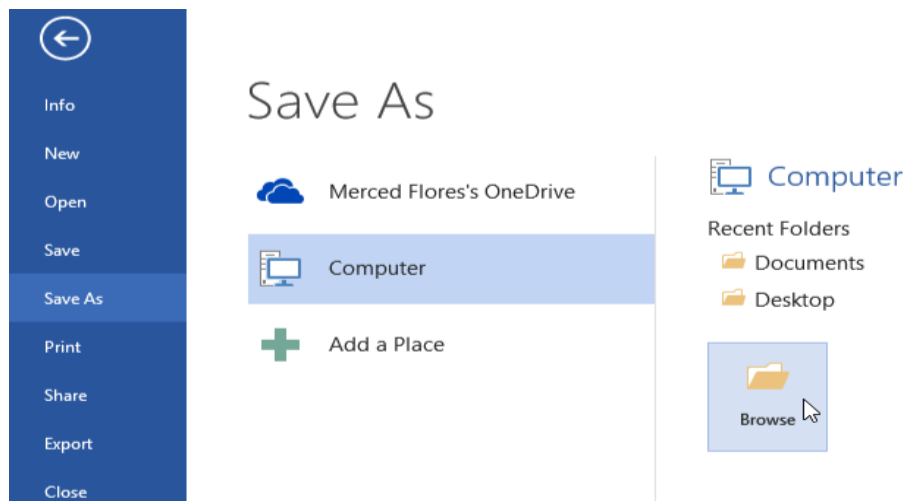 Info
New
Open
Save
Save As
Print
Share
Export
Close
Save As
Merced Flores's OneDrive
Computer
Add a Place
Computer
Recent Folders
Documents
Desktop
Browse